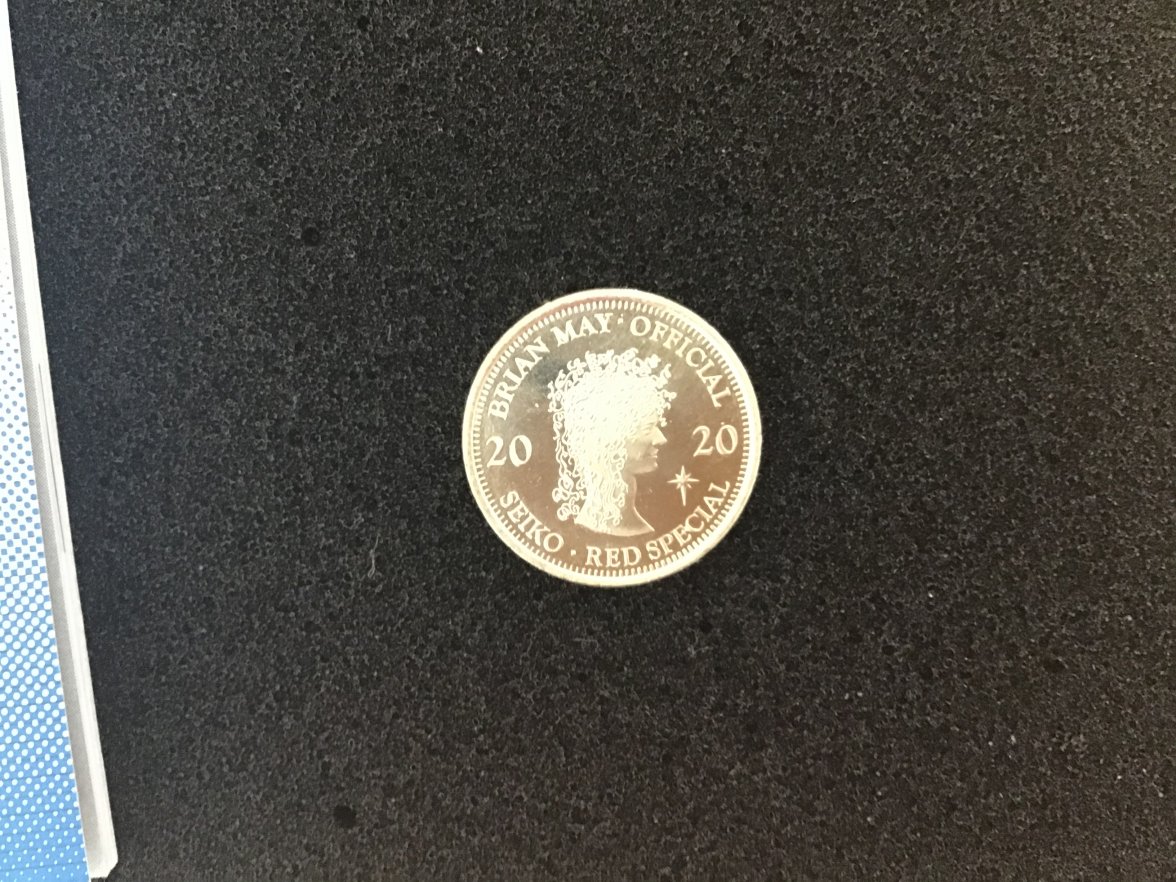 BRIAN MAY · OFFICIAL
20 20
SEIKO · RED SPECIAL